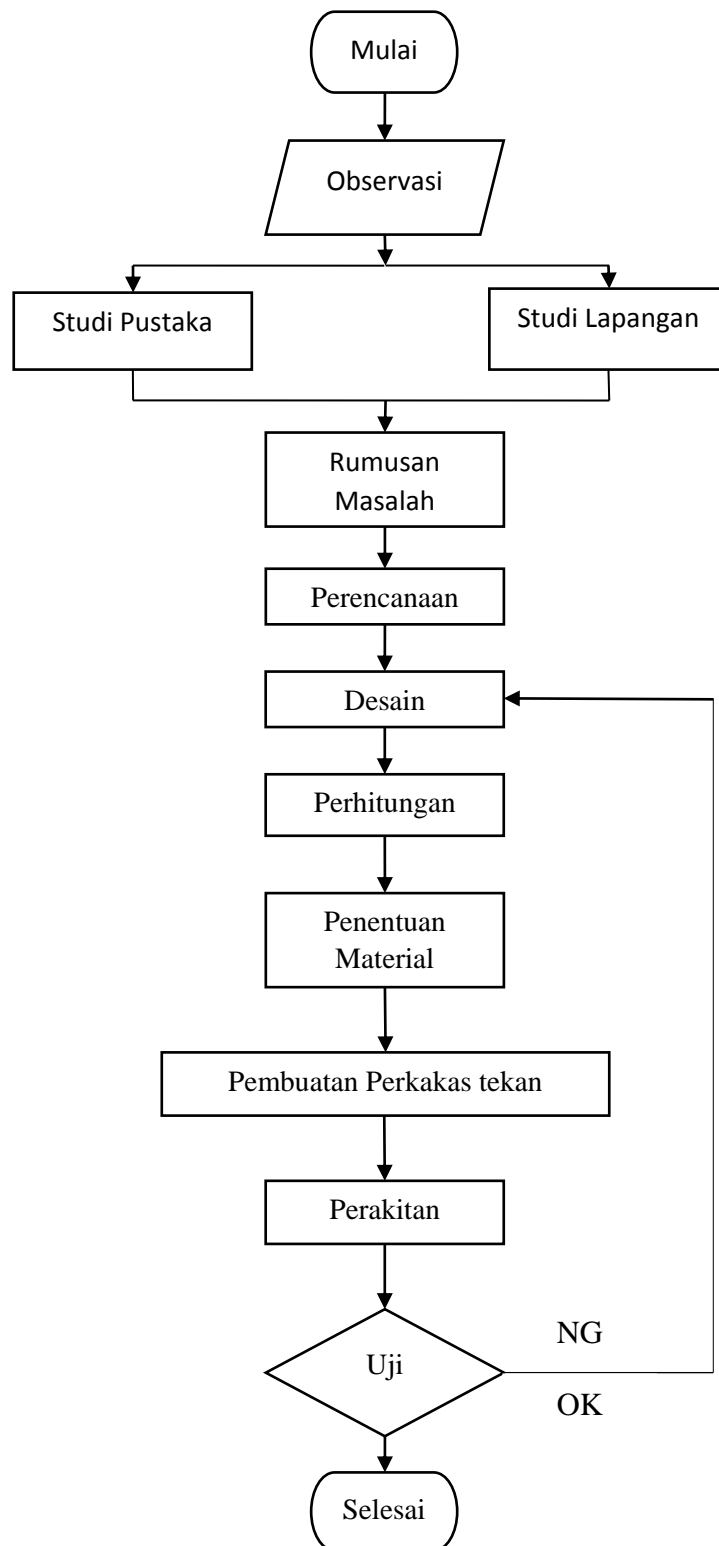 Mulai
Observasi
Studi Pustaka
Studi Lapangan
Rumusan
Masalah
Perencanaan
Desain
Perhitungan
Penentuan
Material
Pembuatan Perkakas tekan
Perakitan
Uji
NG
OK
Selesai